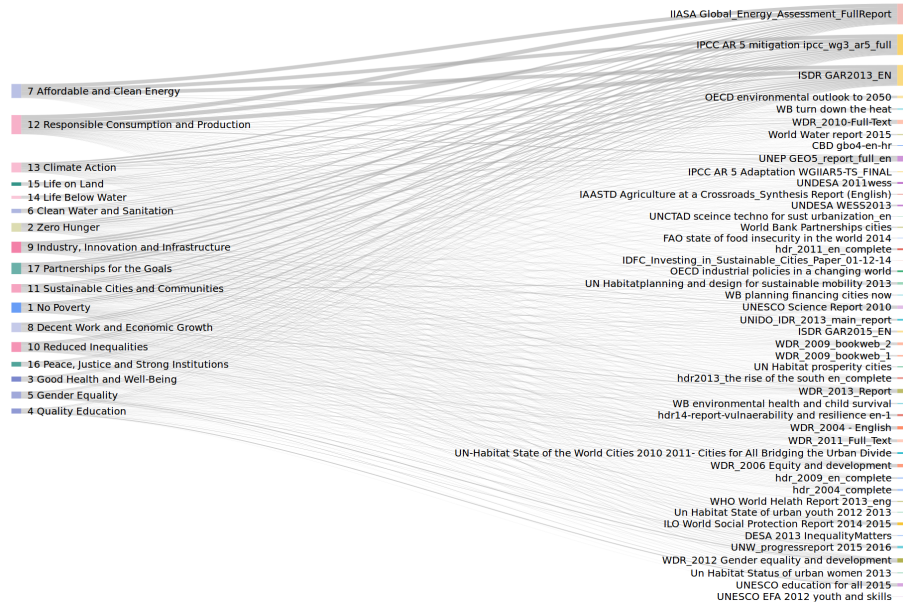 7 Affordable and Clean Energy
12 Responsible Consumption and Production
13 Climate Action
15 Life on Land
14 Life Below Water
6 Clean Water and Sanitation
2 Zero Hunger
9 Industry, Innovation and Infrastructure
17 Partnerships for the Goals
11 Sustainable Cities and Communities
1 No Poverty
8 Decent Work and Economic Growth
10 Reduced Inequalities
16 Peace, Justice and Strong Institutions
3 Good Health and Well-Being
5 Gender Equality
4 Quality Education
IIASA Global_Energy_Assessment_FullReport
IPCC AR 5 mitigation ipcc_wg3_ar5_full
ISDR GAR2013_EN
OECD environmental outlook to 2050
WB turn down the heat
WDR_2010-Full-Text
World Water report 2015
CBD gbo4-en-hr
UNEP GEO5_report_full_en
IPCC AR 5 Adaptation WGIIAR5-TS_FINAL
UNDESA 2011wess
IAASTD Agriculture at a Crossroads_Synthesis Report (English)
UNDESA WESS2013
UNCTAD sceince techno for sust urbanization_en
World Bank Partnerships cities
FAO state of food insecurity in the world 2014
hdr_2011_en_complete
IDFC_Investing_in_Sustainable_Cities_Paper_01-12-14
OECD industrial policies in a changing world
UN Habitatplanning and design for sustainable mobility 2013
WB planning financing cities now
UNESCO Science Report 2010
UNIDO_IDR_2013_main_report
ISDR GAR2015_EN
WDR_2009_bookweb_2
WDR_2009_bookweb_1
UN Habitat prosperity cities
hdr2013_the rise of the south en_complete
WDR_2013_Report
WB environmental health and child survival
hdr14-report-vulnaerability and resilience en-1
WDR_2004 - English
WDR_2011_Full_Text
UN-Habitat State of the World Cities 2010 2011- Cities for All Bridging the Urban Divide
WDR_2006 Equity and development
hdr_2009_en_complete
hdr_2004_complete
WHO World Helath Report 2013_eng
Un Habitat State of urban youth 2012 2013
ILO World Social Protection Report 2014 2015
DESA 2013 InequalityMatters
UNW_progressreport 2015 2016
WDR_2012 Gender equality and development
Un Habitat Status of urban women 2013
UNESCO education for all 2015
UNESCO EFA 2012 youth and skills